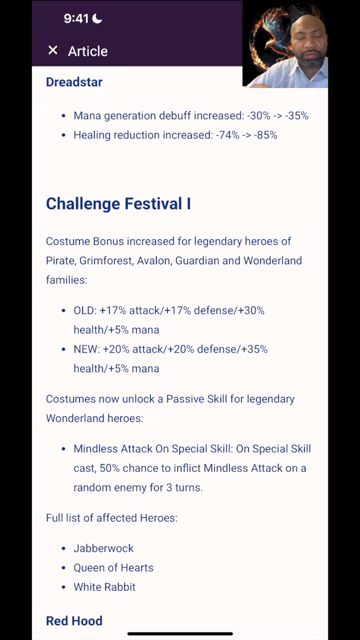 9:41
Article
Dreadstar
• Mana generation debuff increased: -30% -> -35%
• Healing reduction increased: -74% -> -85%
Challenge Festival I
Costume Bonus increased for legendary heroes of
Pirate, Grimforest, Avalon, Guardian and Wonderland
families:
• OLD: +17% attack/+17% defense/+30%
health/+5% mana
• NEW: +20% attack/+20% defense/+35%
health/+5% mana
Costumes now unlock a Passive Skill for legendary
Wonderland heroes:
• Mindless Attack On Special Skill: On Special Skill
cast, 50% chance to inflict Mindless Attack on a
random enemy for 3 turns.
Full list of affected Heroes:
• Jabberwock
• Queen of Hearts
• White Rabbit
Red Hood